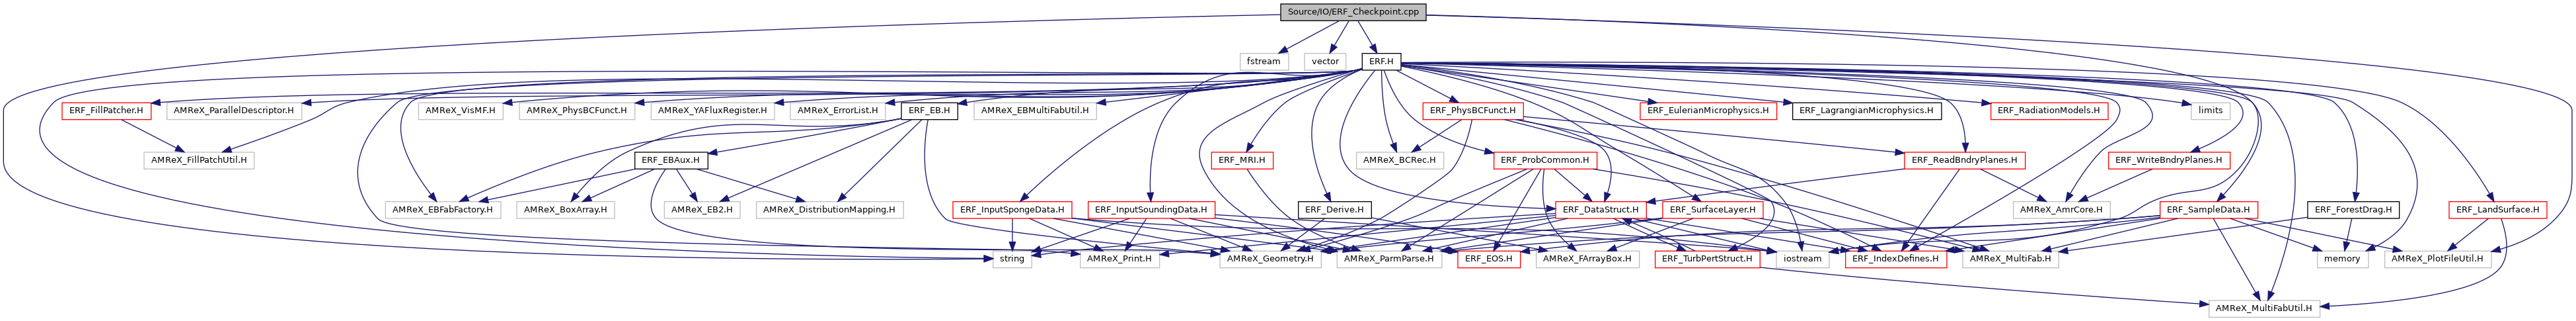 Source/IO/ERF_Checkpoint.cpp
fstream
vector
ERF.H
ERF_FillPatcher.H
AMReX_ParallelDescriptor.H
AMReX_VisMF.H
AMReX_PhysBCFunct.H
AMReX_YAFluxRegister.H
AMReX_ErrorList.H
ERF_EB.H
AMReX_EBMultiFabUtil.H
ERF_PhysBCFunct.H
ERF_EulerianMicrophysics.H
ERF_LagrangianMicrophysics.H
ERF_RadiationModels.H
limits
AMReX_FillPatchUtil.H
ERF_EBAux.H
ERF_MRI.H
AMReX_BCRec.H
ERF_ProbCommon.H
ERF_ReadBndryPlanes.H
ERF_WriteBndryPlanes.H
AMReX_EBFabFactory.H
AMReX_BoxArray.H
AMReX_EB2.H
AMReX_DistributionMapping.H
ERF_InputSpongeData.H
ERF_InputSoundingData.H
ERF_Derive.H
ERF_DataStruct.H
ERF_SurfaceLayer.H
AMReX_AmrCore.H
ERF_SampleData.H
ERF_ForestDrag.H
ERF_LandSurface.H
string
AMReX_Print.H
AMReX_Geometry.H
AMReX_ParmParse.H
ERF_EOS.H
AMReX_FArrayBox.H
ERF_TurbPertStruct.H
iostream
ERF_IndexDefines.H
AMReX_MultiFab.H
memory
AMReX_PlotFileUtil.H
AMReX_MultiFabUtil.H